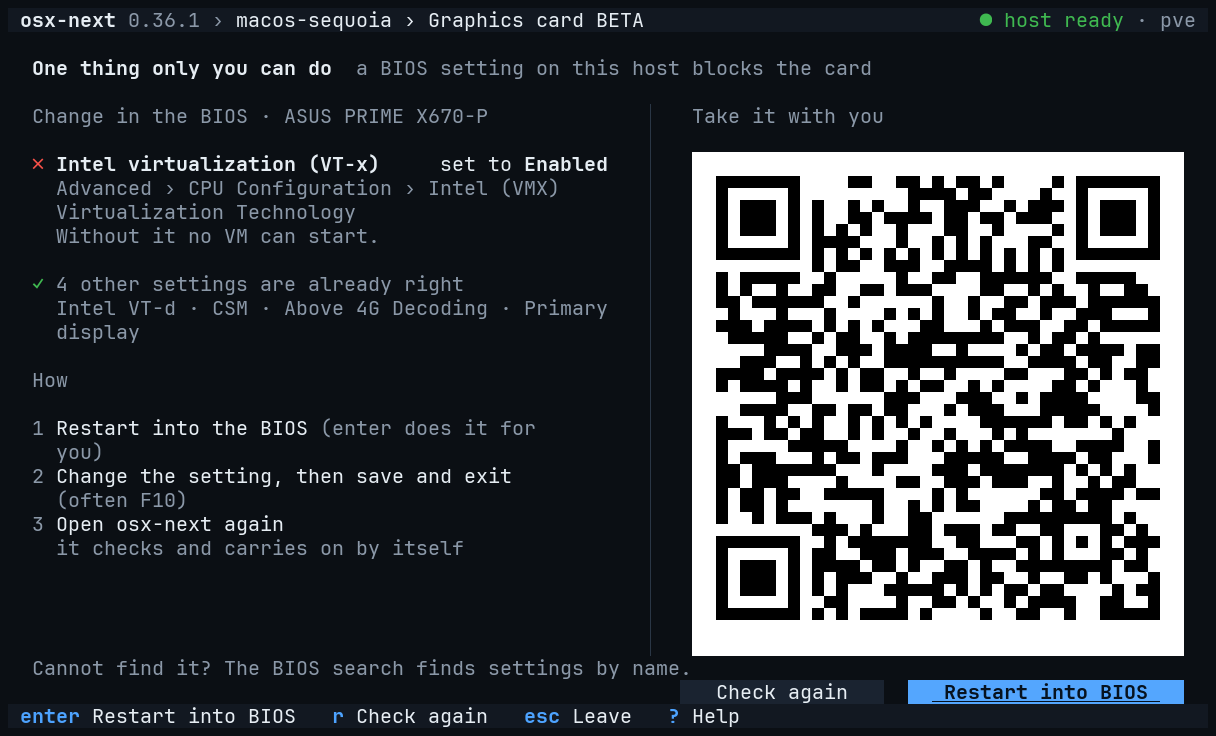 osx-next 0.36.1 › macos-sequoia › Graphics card BETA
● host ready · pve
One thing only you can do a BIOS setting on this host blocks the card
Change in the BIOS · ASUS PRIME X670-P
Take it with you
✕ Intel virtualization (VT-x) set to Enabled
Advanced › CPU Configuration › Intel (VMX)
Virtualization Technology
Without it no VM can start.
✓ 4 other settings are already right
Intel VT-d · CSM · Above 4G Decoding · Primary
display
How
1 Restart into the BIOS (enter does it for
you)
2 Change the setting, then save and exit
(often F10)
3 Open osx-next again
it checks and carries on by itself
Cannot find it? The BIOS search finds settings by name.
Check again
Restart into BIOS
enter Restart into BIOS r Check again esc Leave ? Help